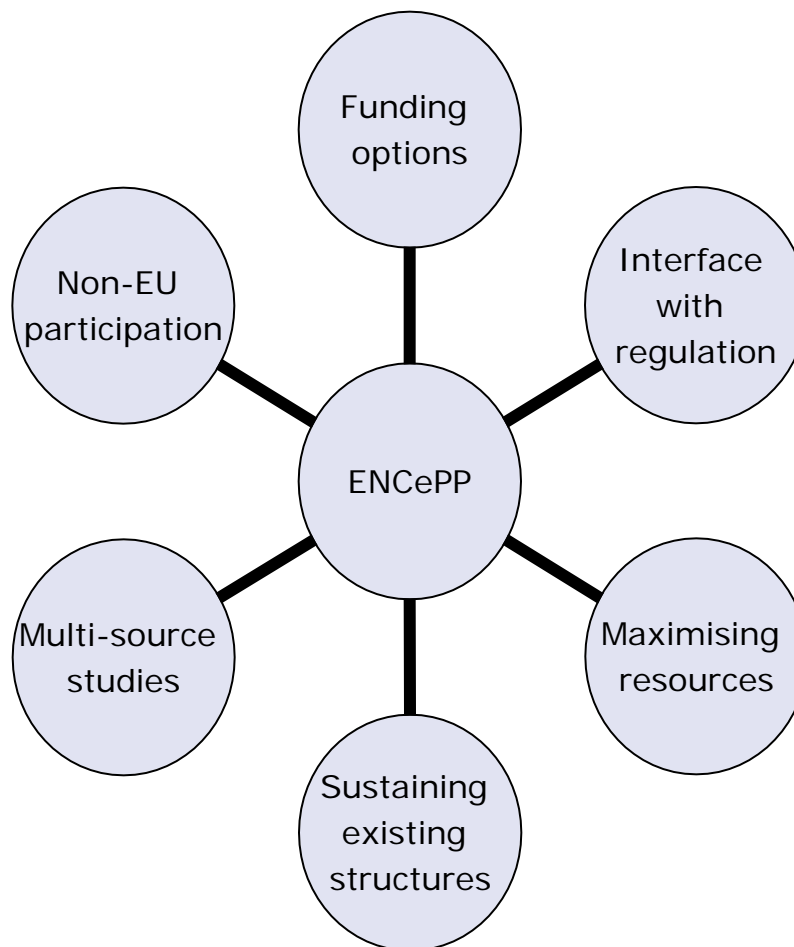 Funding
options
Non-EU
participation
Interface
with
regulation
ENCePP
Multi-source
studies
Maximising
resources
Sustaining
existing
structures